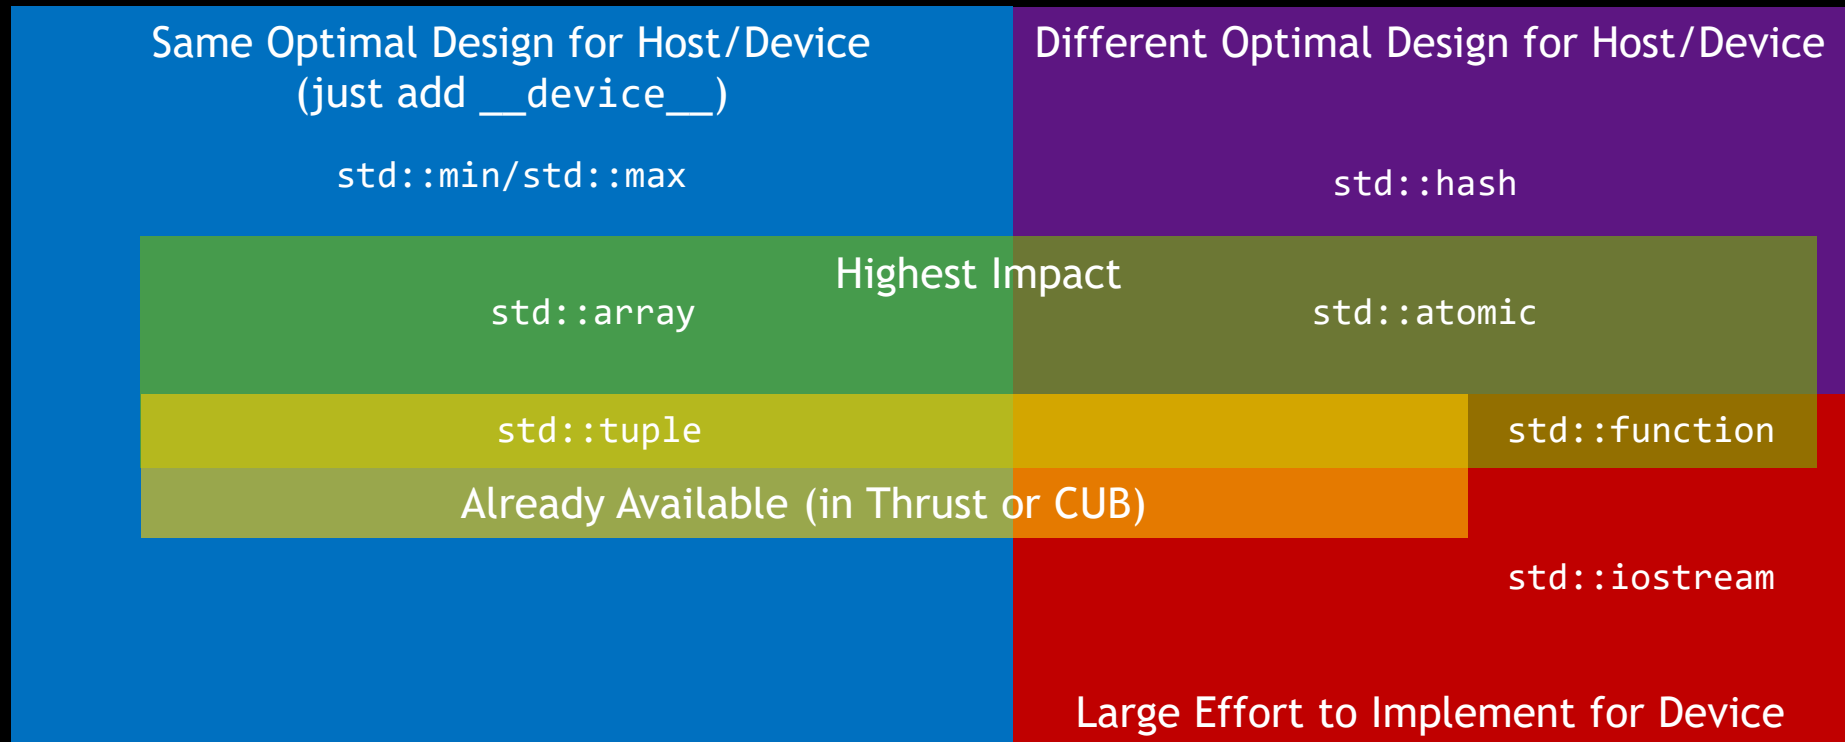 Same Optimal Design for Host/Device
(just add __device__)
Different Optimal Design for Host/Device
std::min/std::max
std::hash
Highest Impact
std::array
std::atomic
std::tuple
std::function
Already Available (in Thrust or CUB)
std::iostream
Large Effort to Implement for Device